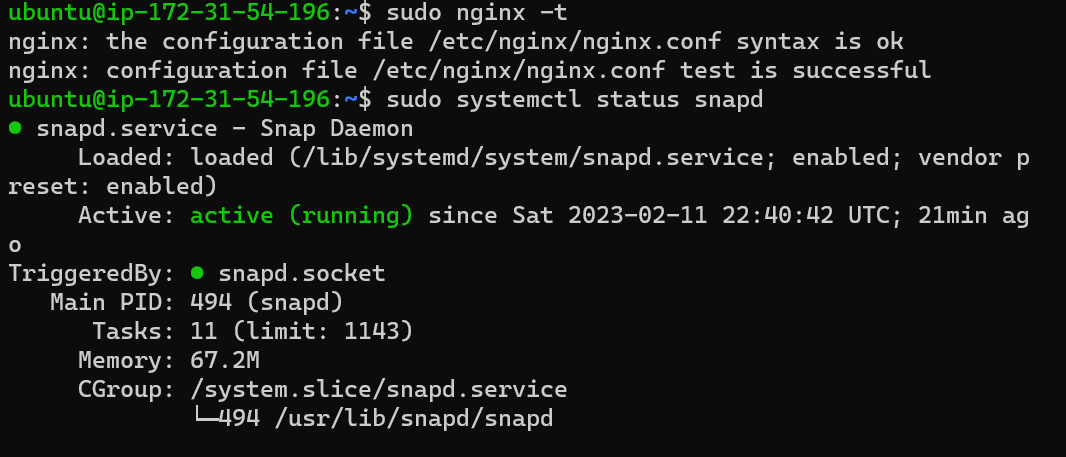 ubuntu@ip-172-31-54-196:~$ sudo nginx -t
nginx: the configuration file /etc/nginx/nginx.conf syntax is ok
nginx: configuration file /etc/nginx/nginx.conf test is successful
ubuntu@ip-172-31-54-196:~$ sudo systemctl status snapd
● snapd.service - Snap Daemon
     Loaded: loaded (/lib/systemd/system/snapd.service; enabled; vendor p
reset: enabled)
     Active: active (running) since Sat 2023-02-11 22:40:42 UTC; 21min ag
o
TriggeredBy: ● snapd.socket
   Main PID: 494 (snapd)
      Tasks: 11 (limit: 1143)
     Memory: 67.2M
     CGroup: /system.slice/snapd.service
             └─494 /usr/lib/snapd/snapd